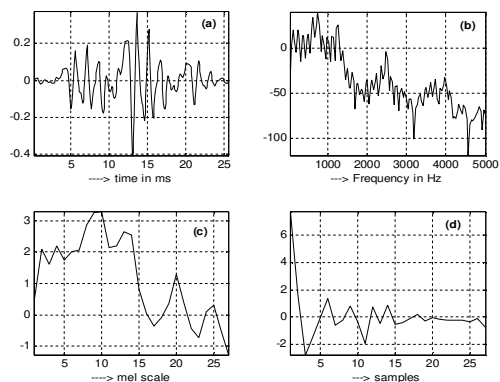 (a)
0.2
0
-0.2
-0.4
5 10 15 20 25
----> time in ms
(b)
0
-50
-100
1000 2000 3000 4000 5000
---> Frequency in Hz
(c)
3
2
1
0
-1
5 10 15 20 25
----> mel scale
(d)
6
4
2
0
-2
5 10 15 20 25
----> samples